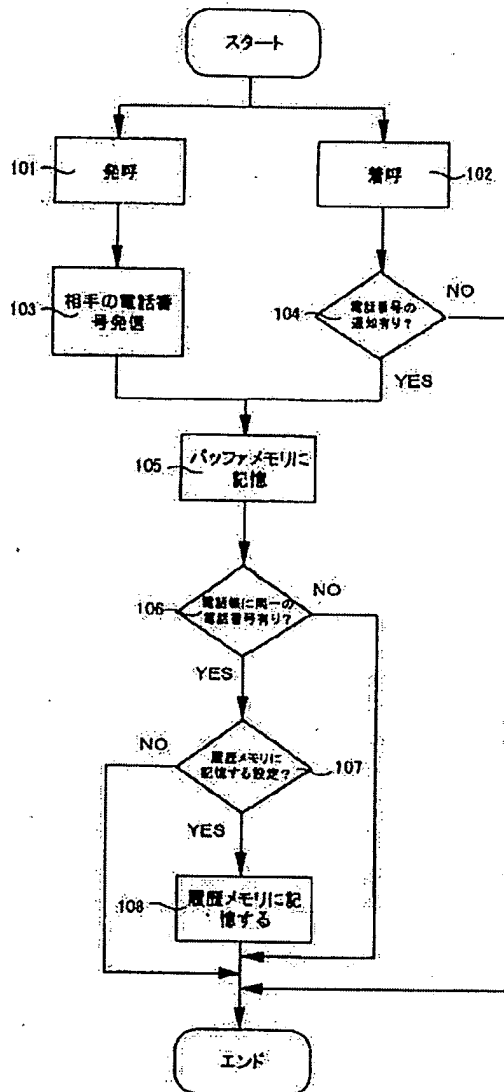 スタート
101
発呼
着呼
102
103
相手の電話番
号発信
104
電話番号の
通知有り?
NO
YES
105
バッファメモリに
記憶
106
電話帳に同一の
電話番号有り?
NO
YES
NO
履歴メモリに
記憶する設定?
107
YES
108
履歴メモリに記
憶する
エンド